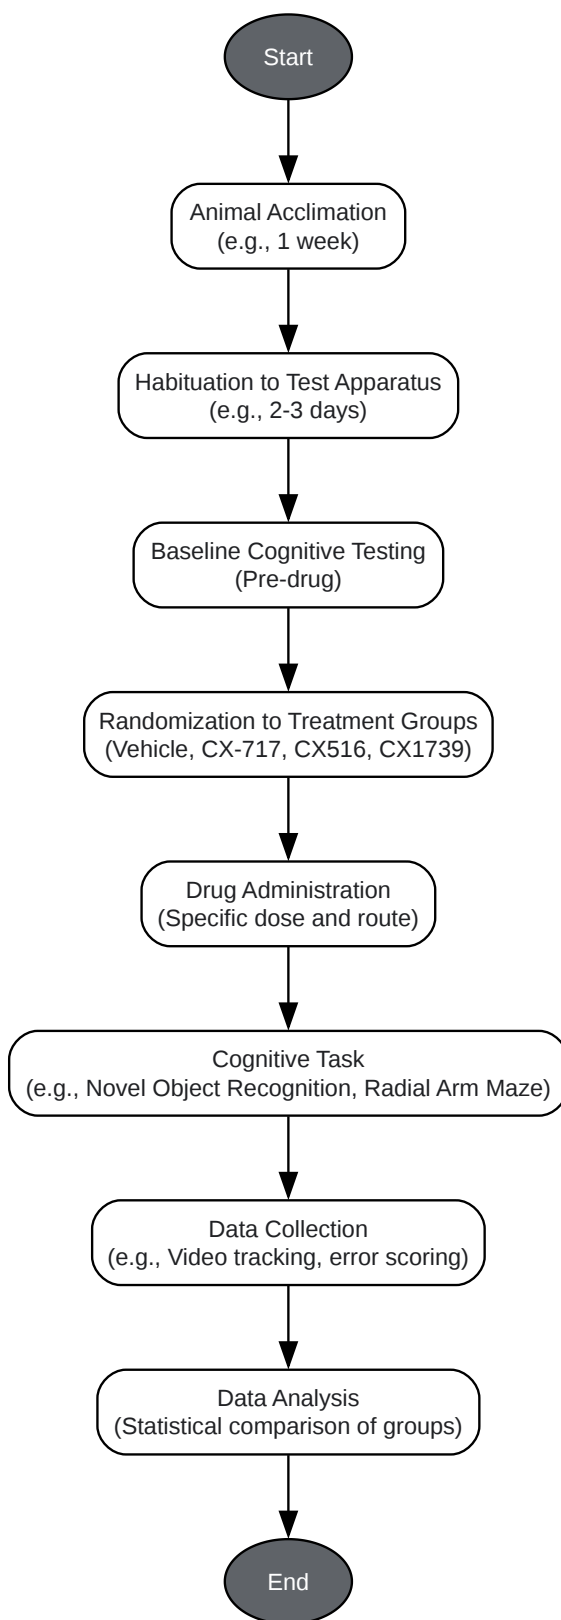 Start
Animal Acclimation
(e.g., 1 week)
Habituation to Test Apparatus
(e.g., 2-3 days)
Baseline Cognitive Testing
(Pre-drug)
Randomization to Treatment Groups
(Vehicle, CX-717, CX516, CX1739)
Drug Administration
(Specific dose and route)
Cognitive Task
(e.g., Novel Object Recognition, Radial Arm Maze)
Data Collection
(e.g., Video tracking, error scoring)
Data Analysis
(Statistical comparison of groups)
End